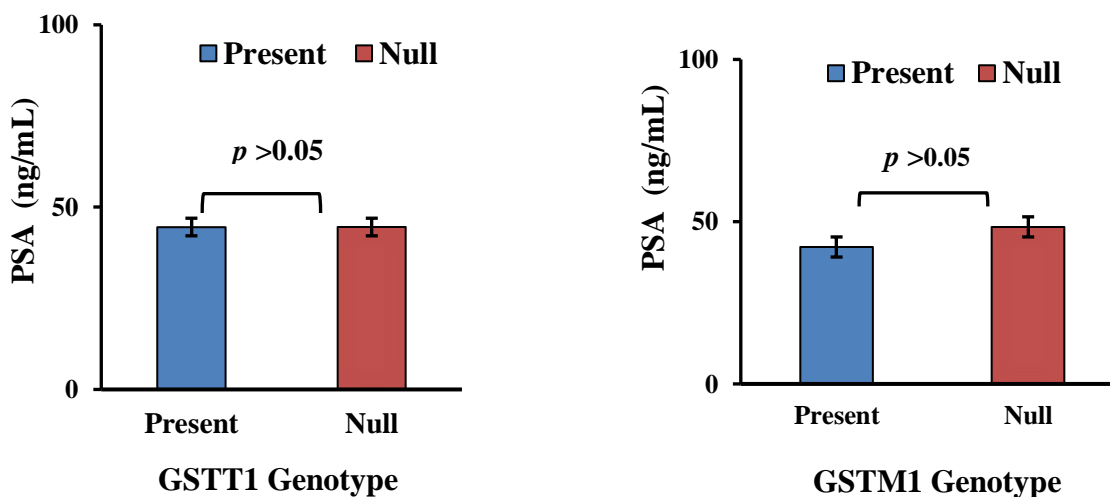 100
Present Null
PSA (ng/mL)
p >0.05
50
0
Present Null
GSTT1 Genotype
100
Present Null
PSA (ng/mL)
p >0.05
50
0
Present Null
GSTM1 Genotype